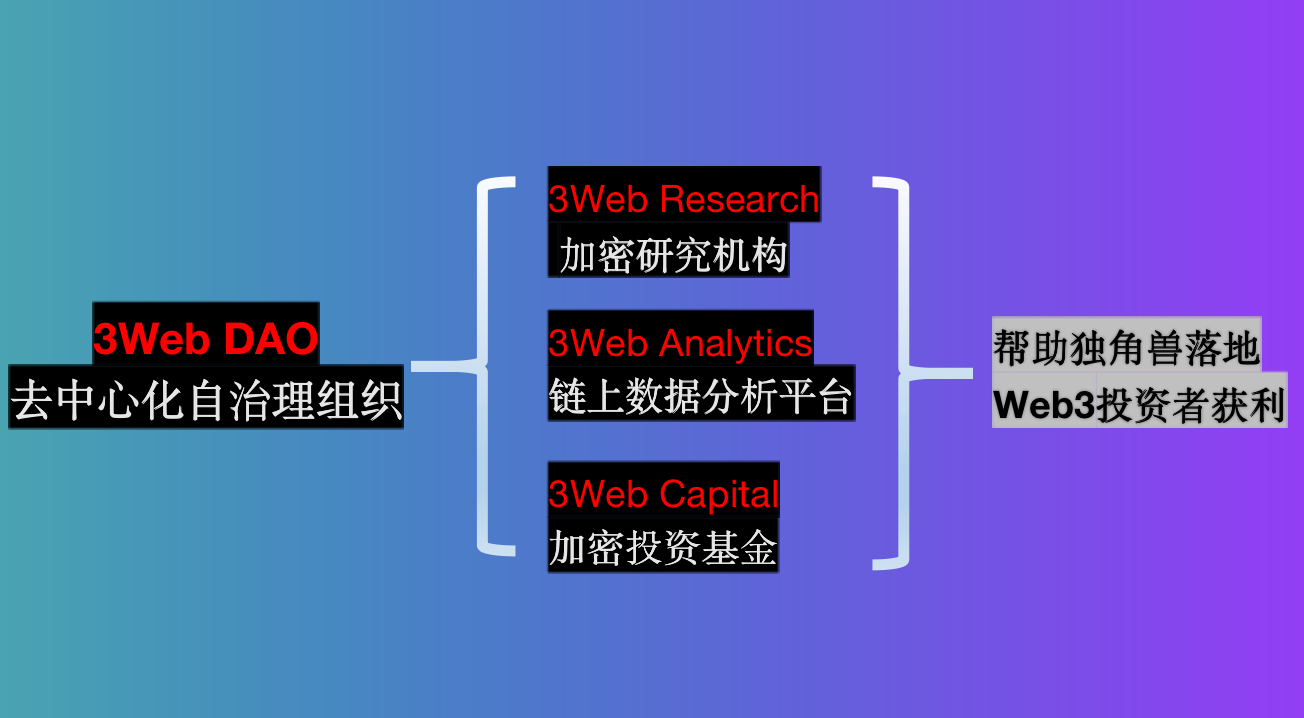 3Web DAO
去中心化自治理组织
3Web Research
加密研究机构
3Web Analytics
链上数据分析平台
3Web Capital
加密投资基金
帮助独角兽落地
Web3投资者获利